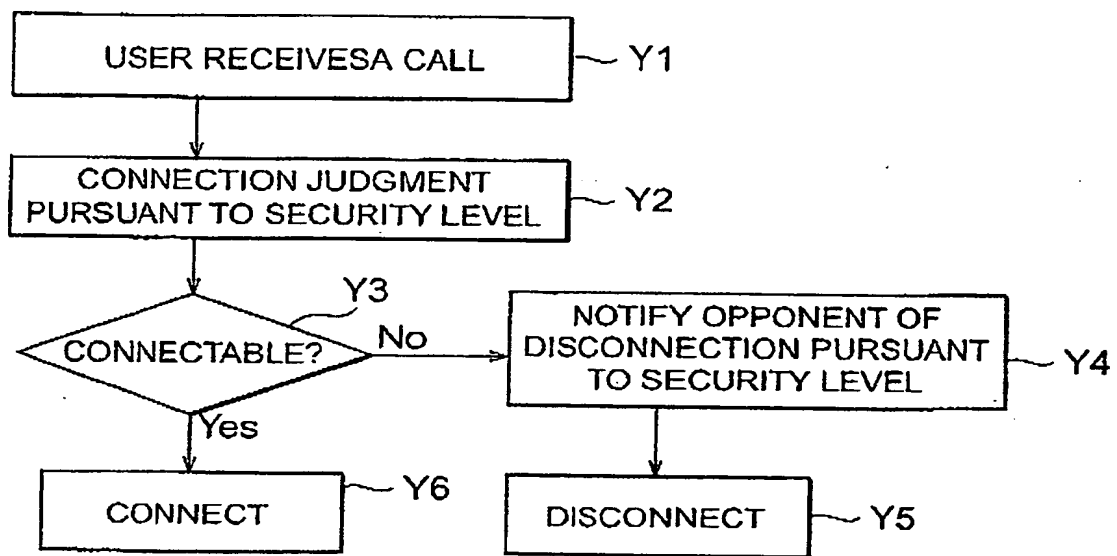 USER RECEIVESA CALL
Y1
CONNECTION JUDGMENT
PURSUANT TO SECURITY LEVEL
Y2
Y3
CONNECTABLE?
No
NOTIFY OPPONENT OF
DISCONNECTION PURSUANT
TO SECURITY LEVEL
Y4
Yes
CONNECT
Y6
DISCONNECT
Y5